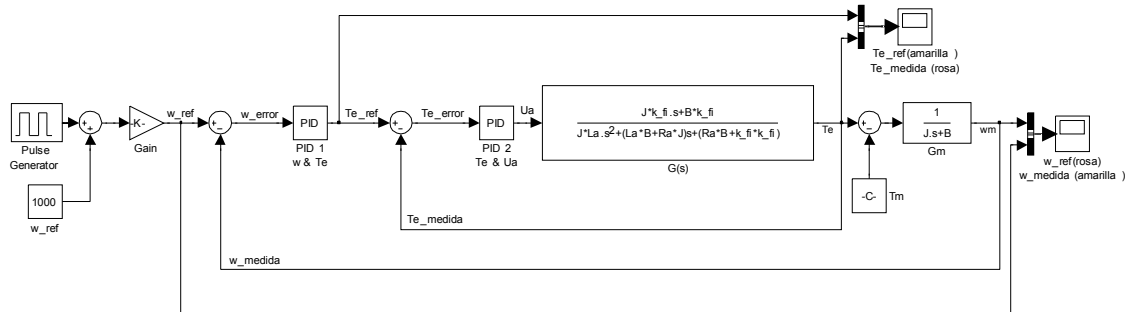 Te_ref(amarilla )
Te_medida (rosa)
Pulse
Generator
1000
w_ref
+
+
-K-
Gain
w_ref
+
−
w_error
PID
PID 1
w & Te
Te_ref
+
−
Te_error
PID
PID 2
Te & Ua
Ua
J*k_fi .s+B*k_fi
J*La.s²+(La*B+Ra*J)s+(Ra*B+k_fi*k_fi )
G(s)
Te
+
−
-C-
Tm
1
J.s+B
Gm
wm
w_ref(rosa)
w_medida (amarilla )
Te_medida
w_medida